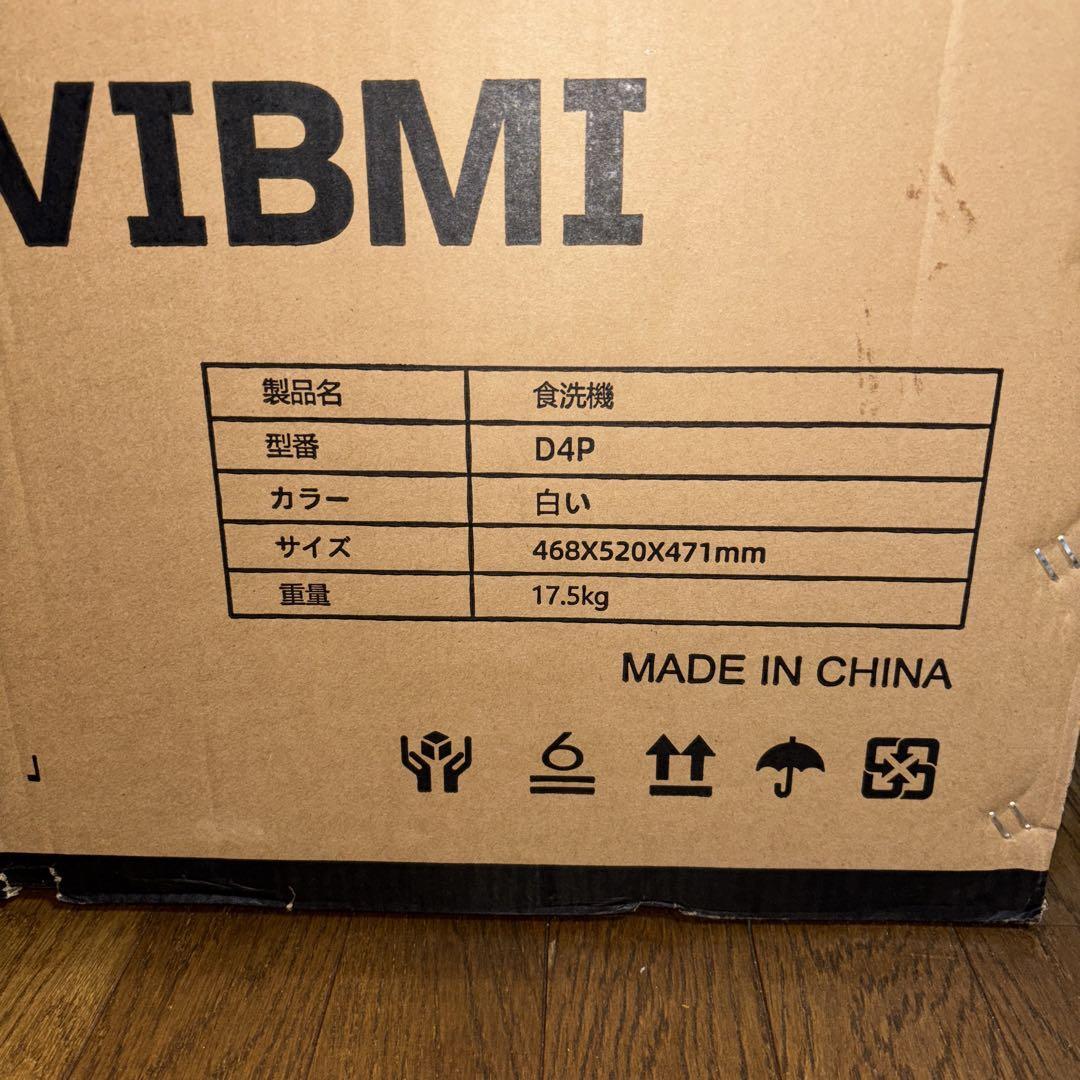 VIBMI
製品名 食洗機
型番 D4P
カラー 白い
サイズ 468X520X471mm
重量 17.5kg
MADE IN CHINA
6